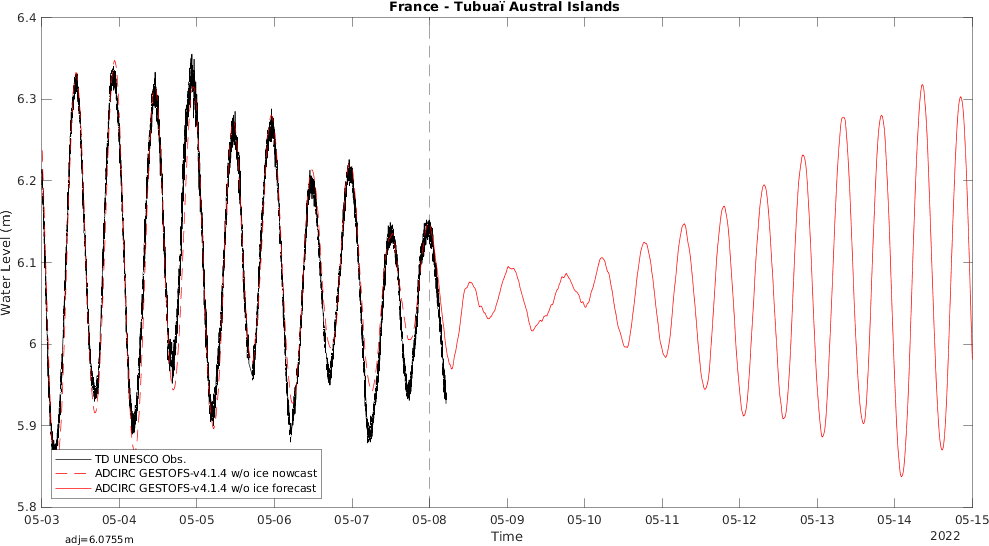 France - Tubuaï Austral Islands
6.4
6.3
6.2
6.1
6
5.9
5.8
Water Level (m)
TD UNESCO Obs.
ADCIRC GESTOFS-v4.1.4 w/o ice nowcast
ADCIRC GESTOFS-v4.1.4 w/o ice forecast
05-03 05-04 05-05 05-06 05-07 05-08 05-09 05-10 05-11 05-12 05-13 05-14 05-15
adj=6.0755m Time 2022